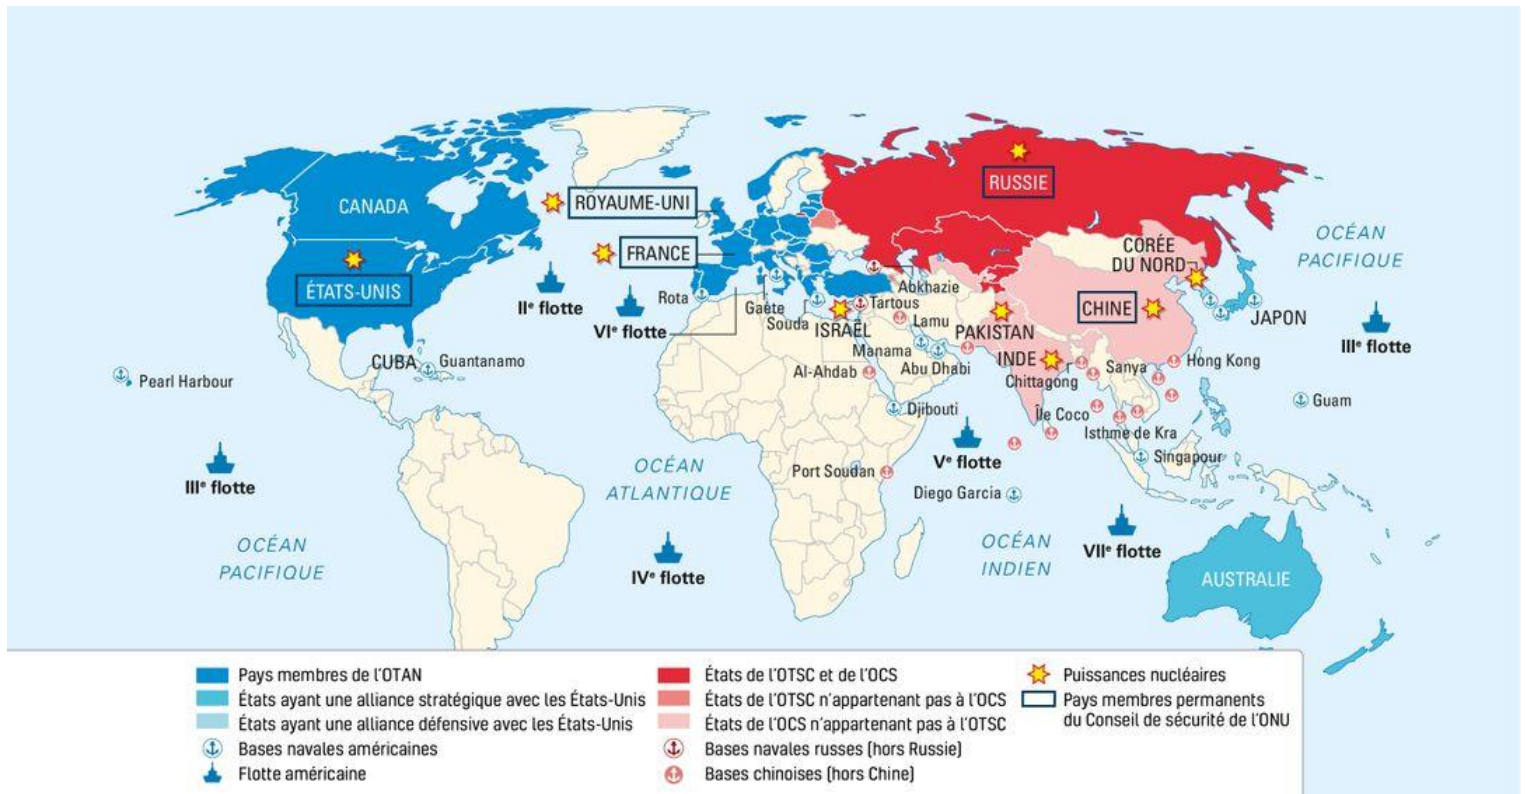 CANADA
ÉTATS-UNIS
ROYAUME-UNI
FRANCE
RUSSIE
CORÉE
DU NORD
CHINE
JAPON
PAKISTAN
INDE
ISRAËL
CUBA
AUSTRALIE
OCÉAN
PACIFIQUE
OCÉAN
ATLANTIQUE
OCÉAN
PACIFIQUE
OCÉAN
INDIEN
IIe flotte
VIe flotte
IIIe flotte
IIIe flotte
IVe flotte
Ve flotte
VIIe flotte
Pearl Harbour
Guantanamo
Rota
Gaète
Souda
Abkhazie
Tartous
Lamu
Manama
Abu Dhabi
Al-Ahdab
Djibouti
Port Soudan
Diego Garcia
Chittagong
Sanya
Hong Kong
Île Coco
Isthme de Kra
Singapour
Guam
Pays membres de l'OTAN
États ayant une alliance stratégique avec les États-Unis
États ayant une alliance défensive avec les États-Unis
Bases navales américaines
Flotte américaine
États de l'OTSC et de l'OCS
États de l'OTSC n'appartenant pas à l'OCS
États de l'OCS n'appartenant pas à l'OTSC
Bases navales russes (hors Russie)
Bases chinoises (hors Chine)
Puissances nucléaires
Pays membres permanents
du Conseil de sécurité de l'ONU